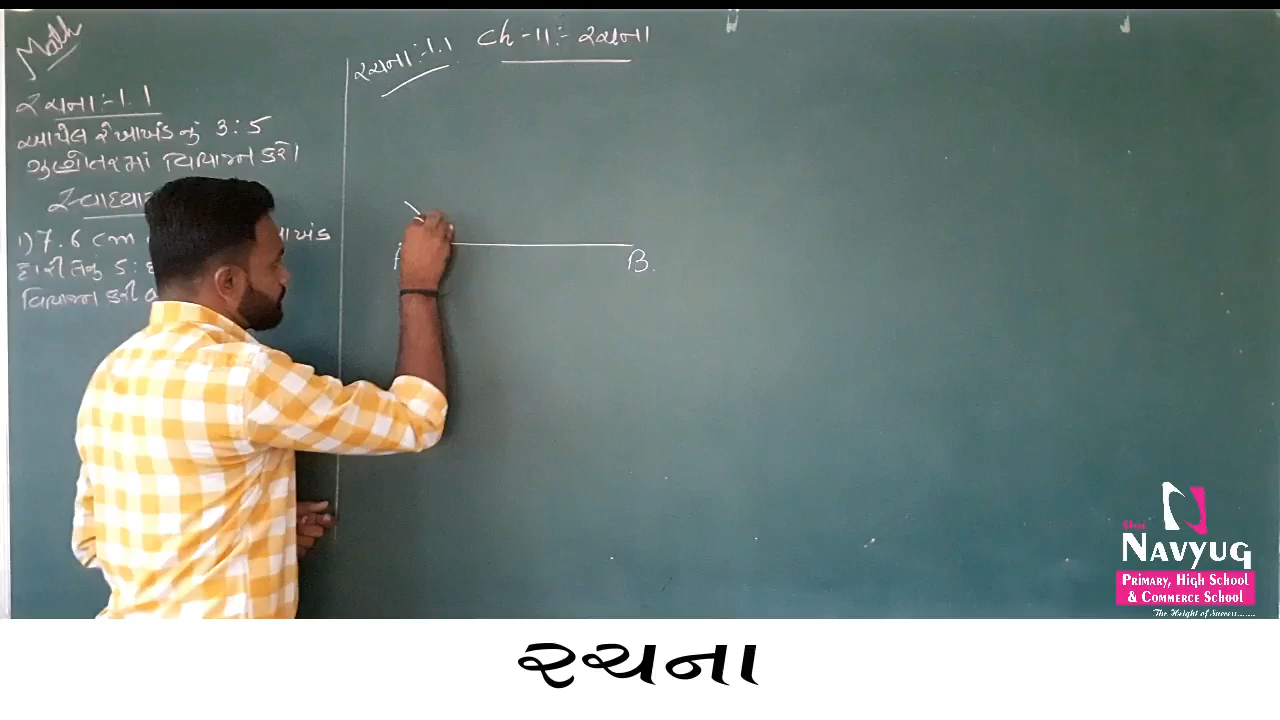 Math
રચના:-1.1
આપેલ રેખાખંડનું 3:5
ગુણોત્તરમાં વિભાજન કરો
સ્વાધ્યાય
1) 7.6 cm
5:
વિભાજન કરી
રચના:-1.1
Ch-11:- રચના
B.
Shri
NAVYUG
PRIMARY, HIGH SCHOOL
& COMMERCE SCHOOL
The Height of Success.......
રચના